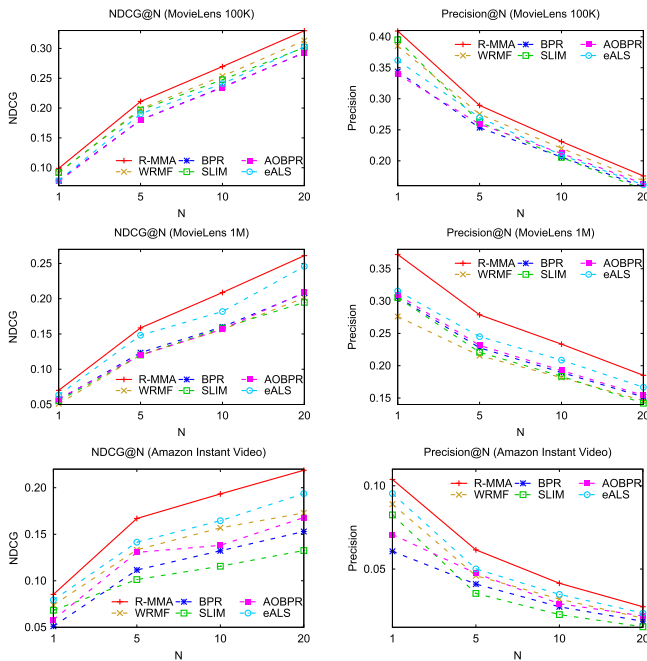 NDCG@N (MovieLens 100K)
NDCG
0.30
0.25
0.20
0.15
0.10
R-MMA BPR AOBPR
WRMF SLIM eALS
1 5 10 20
N
Precision@N (MovieLens 100K)
Precision
0.40
0.35
0.30
0.25
0.20
R-MMA BPR AOBPR
WRMF SLIM eALS
1 5 10 20
N
NDCG@N (MovieLens 1M)
NDCG
0.25
0.20
0.15
0.10
0.05
R-MMA BPR AOBPR
WRMF SLIM eALS
1 5 10 20
N
Precision@N (MovieLens 1M)
Precision
0.35
0.30
0.25
0.20
0.15
R-MMA BPR AOBPR
WRMF SLIM eALS
1 5 10 20
N
NDCG@N (Amazon Instant Video)
NDCG
0.20
0.15
0.10
0.05
R-MMA BPR AOBPR
WRMF SLIM eALS
1 5 10 20
N
Precision@N (Amazon Instant Video)
Precision
0.10
0.05
R-MMA BPR AOBPR
WRMF SLIM eALS
1 5 10 20
N